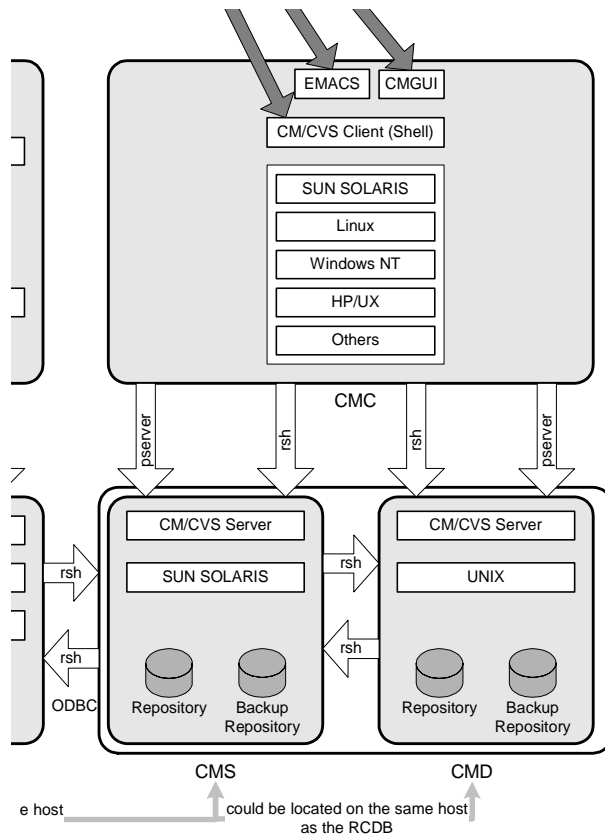 EMACS
CMGUI
CM/CVS Client (Shell)
SUN SOLARIS
Linux
Windows NT
HP/UX
Others
CMC
pserver
rsh
rsh
pserver
CM/CVS Server
SUN SOLARIS
Repository
Backup
Repository
CM/CVS Server
UNIX
Repository
Backup
Repository
rsh
rsh
rsh
rsh
ODBC
CMS
CMD
e host
could be located on the same host
as the RCDB